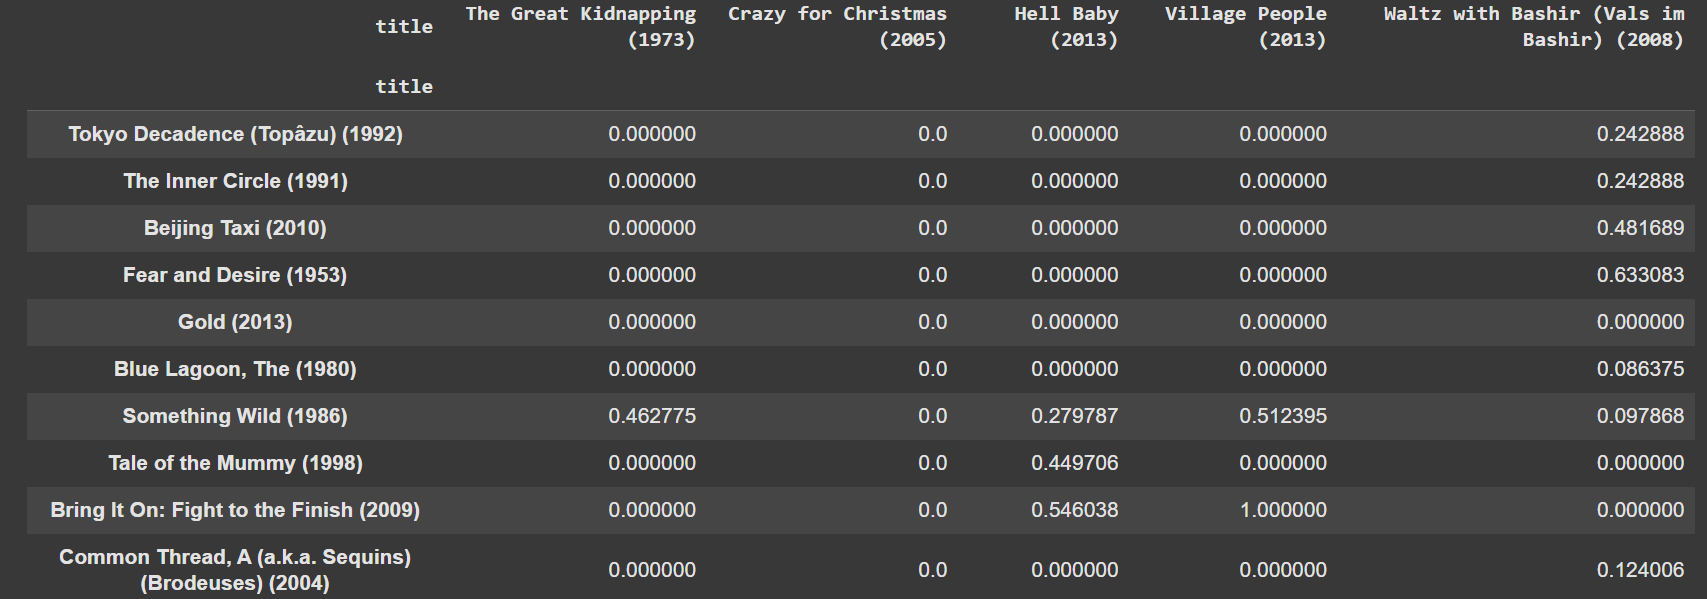 title The Great Kidnapping (1973) Crazy for Christmas (2005) Hell Baby (2013) Village People (2013) Waltz with Bashir (Vals im Bashir) (2008)
title
Tokyo Decadence (Topâzu) (1992) 0.000000 0.0 0.000000 0.000000 0.242888
The Inner Circle (1991) 0.000000 0.0 0.000000 0.000000 0.242888
Beijing Taxi (2010) 0.000000 0.0 0.000000 0.000000 0.481689
Fear and Desire (1953) 0.000000 0.0 0.000000 0.000000 0.633083
Gold (2013) 0.000000 0.0 0.000000 0.000000 0.000000
Blue Lagoon, The (1980) 0.000000 0.0 0.000000 0.000000 0.086375
Something Wild (1986) 0.462775 0.0 0.279787 0.512395 0.097868
Tale of the Mummy (1998) 0.000000 0.0 0.449706 0.000000 0.000000
Bring It On: Fight to the Finish (2009) 0.000000 0.0 0.546038 1.000000 0.000000
Common Thread, A (a.k.a. Sequins) (Brodeuses) (2004) 0.000000 0.0 0.000000 0.000000 0.124006